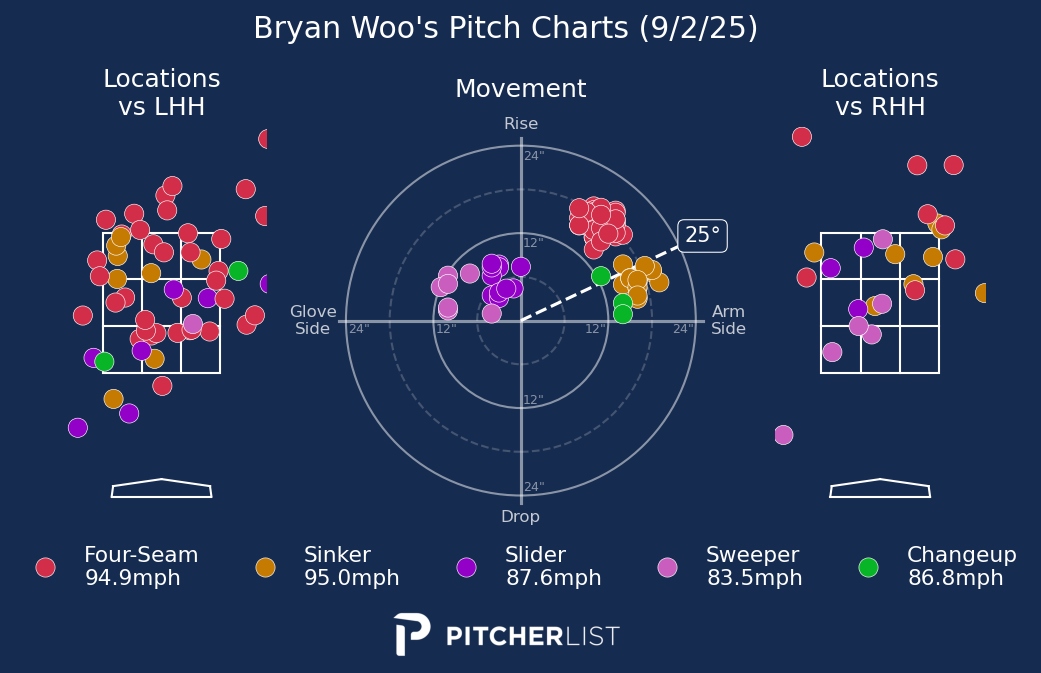 Bryan Woo's Pitch Charts (9/2/25)
Locations
vs LHH
Movement
Locations
vs RHH
Rise
24"
12"
25°
Glove
Side
24"
12"
12"
24"
Arm
Side
12"
24"
Drop
Four-Seam
94.9mph
Sinker
95.0mph
Slider
87.6mph
Sweeper
83.5mph
Changeup
86.8mph
PITCHERLIST